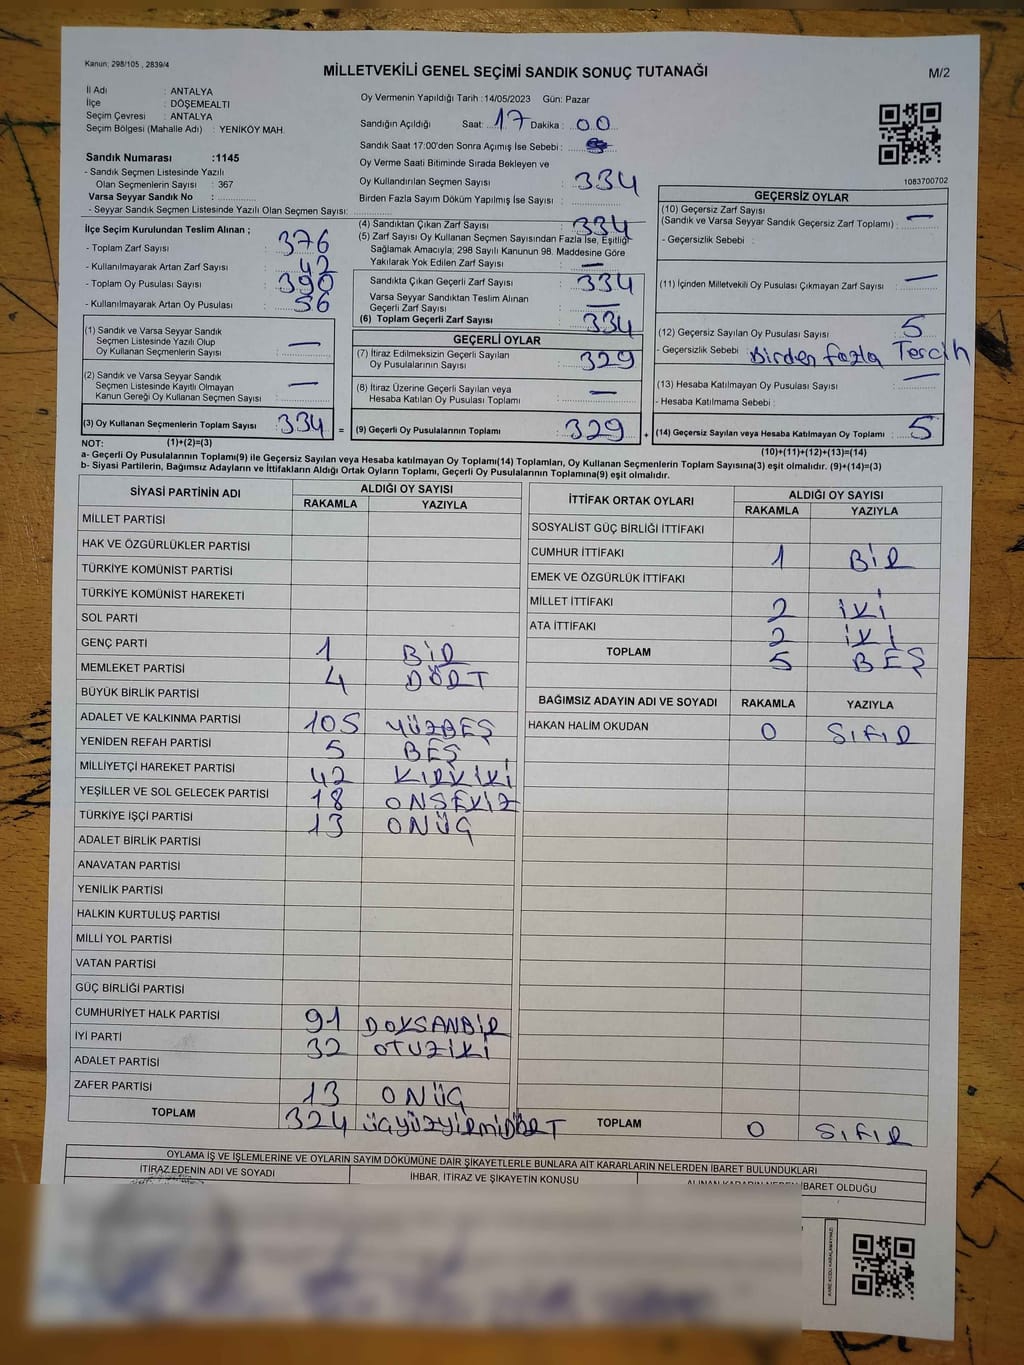 Kanun; 298/105 , 2839/4
MİLLETVEKİLİ GENEL SEÇİMİ SANDIK SONUÇ TUTANAĞI
M/2
İl Adı : ANTALYA
İlçe : DÖŞEMEALTI
Seçim Çevresi : ANTALYA
Seçim Bölgesi (Mahalle Adı) : YENİKÖY MAH.
Sandık Numarası :1145
- Sandık Seçmen Listesinde Yazılı
Olan Seçmenlerin Sayısı : 367
Varsa Seyyar Sandık No :
- Seyyar Sandık Seçmen Listesinde Yazılı Olan Seçmen Sayısı:
Oy Vermenin Yapıldığı Tarih :14/05/2023 Gün: Pazar
Sandığın Açıldığı Saat: 17 Dakika : 00
Sandık Saat 17:00'den Sonra Açımış İse Sebebi :
Oy Verme Saati Bitiminde Sırada Bekleyen ve
Oy Kullandırılan Seçmen Sayısı : 334
Birden Fazla Sayım Döküm Yapılmış İse Sayısı :
1083700702
İlçe Seçim Kurulundan Teslim Alınan ;
- Toplam Zarf Sayısı : 376
- Kullanılmayarak Artan Zarf Sayısı : 42
- Toplam Oy Pusulası Sayısı : 390
- Kullanılmayarak Artan Oy Pusulası : 56
(1) Sandık ve Varsa Seyyar Sandık
Seçmen Listesinde Yazılı Olup
Oy Kullanan Seçmenlerin Sayısı : —
(2) Sandık ve Varsa Seyyar Sandık
Seçmen Listesinde Kayıtlı Olmayan
Kanun Gereği Oy Kullanan Seçmen Sayısı : —
(3) Oy Kullanan Seçmenlerin Toplam Sayısı 334 =
(4) Sandıktan Çıkan Zarf Sayısı : 334
(5) Zarf Sayısı Oy Kullanan Seçmen Sayısından Fazla İse, Eşitliği
Sağlamak Amacıyla; 298 Sayılı Kanunun 98. Maddesine Göre
Yakılarak Yok Edilen Zarf Sayısı : —
Sandıkta Çıkan Geçerli Zarf Sayısı : 334
Varsa Seyyar Sandıktan Teslim Alınan
Geçerli Zarf Sayısı : —
(6) Toplam Geçerli Zarf Sayısı : 334
GEÇERLİ OYLAR
(7) İtiraz Edilmeksizin Geçerli Sayılan
Oy Pusulalarının Sayısı : 329
(8) İtiraz Üzerine Geçerli Sayılan veya
Hesaba Katılan Oy Pusulası Toplamı : —
(9) Geçerli Oy Pusulalarının Toplamı : 329 +
GEÇERSİZ OYLAR
(10) Geçersiz Zarf Sayısı
(Sandık ve Varsa Seyyar Sandık Geçersiz Zarf Toplamı) : —
- Geçersizlik Sebebi :
(11) İçinden Milletvekili Oy Pusulası Çıkmayan Zarf Sayısı : —
(12) Geçersiz Sayılan Oy Pusulası Sayısı : 5
- Geçersizlik Sebebi : Birden fazla Tercih
(13) Hesaba Katılmayan Oy Pusulası Sayısı : —
- Hesaba Katılmama Sebebi :
(14) Geçersiz Sayılan veya Hesaba Katılmayan Oy Toplamı : 5
NOT: (1)+(2)=(3)
(10)+(11)+(12)+(13)=(14)
a- Geçerli Oy Pusulalarının Toplamı(9) ile Geçersiz Sayılan veya Hesaba katılmayan Oy Toplamı(14) Toplamları, Oy Kullanan Seçmenlerin Toplam Sayısına(3) eşit olmalıdır. (9)+(14)=(3)
b- Siyasi Partilerin, Bağımsız Adayların ve İttifakların Aldığı Ortak Oyların Toplamı, Geçerli Oy Pusulalarının Toplamına(9) eşit olmalıdır.
SİYASİ PARTİNİN ADI ALDIĞI OY SAYISI
RAKAMLA YAZIYLA
MİLLET PARTİSİ
HAK VE ÖZGÜRLÜKLER PARTİSİ
TÜRKİYE KOMÜNİST PARTİSİ
TÜRKİYE KOMÜNİST HAREKETİ
SOL PARTİ
GENÇ PARTİ 1 BİR
MEMLEKET PARTİSİ 4 DÖRT
BÜYÜK BİRLİK PARTİSİ
ADALET VE KALKINMA PARTİSİ 105 YÜZBEŞ
YENİDEN REFAH PARTİSİ 5 BEŞ
MİLLİYETÇİ HAREKET PARTİSİ 42 KIRKİKİ
YEŞİLLER VE SOL GELECEK PARTİSİ 18 ONSEKİZ
TÜRKİYE İŞÇİ PARTİSİ 13 ONÜÇ
ADALET BİRLİK PARTİSİ
ANAVATAN PARTİSİ
YENİLİK PARTİSİ
HALKIN KURTULUŞ PARTİSİ
MİLLİ YOL PARTİSİ
VATAN PARTİSİ
GÜÇ BİRLİĞİ PARTİSİ
CUMHURİYET HALK PARTİSİ 91 DOKSANBİR
İYİ PARTİ 32 OTUZİKİ
ADALET PARTİSİ
ZAFER PARTİSİ 13 ONÜÇ
TOPLAM 324 ÜÇYÜZYİRMİDÖRT
İTTİFAK ORTAK OYLARI ALDIĞI OY SAYISI
RAKAMLA YAZIYLA
SOSYALİST GÜÇ BİRLİĞİ İTTİFAKI
CUMHUR İTTİFAKI 1 BİR
EMEK VE ÖZGÜRLÜK İTTİFAKI
MİLLET İTTİFAKI 2 İKİ
ATA İTTİFAKI 2 İKİ
TOPLAM 5 BEŞ
BAĞIMSIZ ADAYIN ADI VE SOYADI RAKAMLA YAZIYLA
HAKAN HALİM OKUDAN 0 SIFIR
TOPLAM 0 SIFIR
OYLAMA İŞ VE İŞLEMLERİNE VE OYLARIN SAYIM DÖKÜMÜNE DAİR ŞİKAYETLERLE BUNLARA AİT KARARLARIN NELERDEN İBARET BULUNDUKLARI
İTİRAZ EDENİN ADI VE SOYADI İHBAR, İTİRAZ VE ŞİKAYETİN KONUSU ALINAN KARARIN NEDEN İBARET OLDUĞU